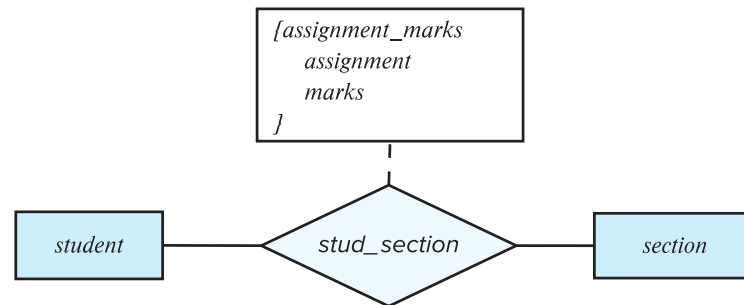 {assignment_marks
assignment
marks
}
student
stud_section
section